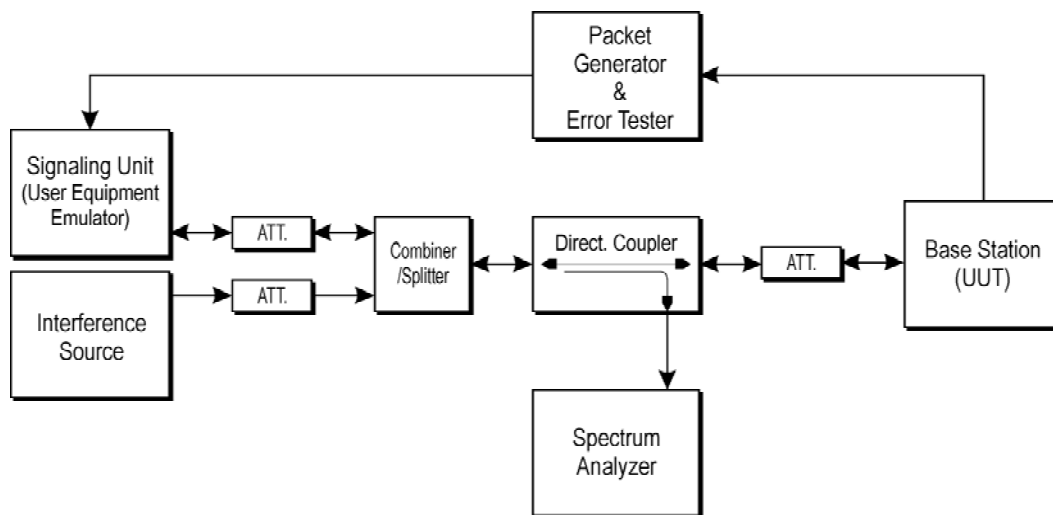 Packet
Generator
&
Error Tester
Signaling Unit
(User Equipment
Emulator)
ATT.
Combiner
/Splitter
Direct. Coupler
ATT.
Base Station
(UUT)
ATT.
Interference
Source
Spectrum
Analyzer